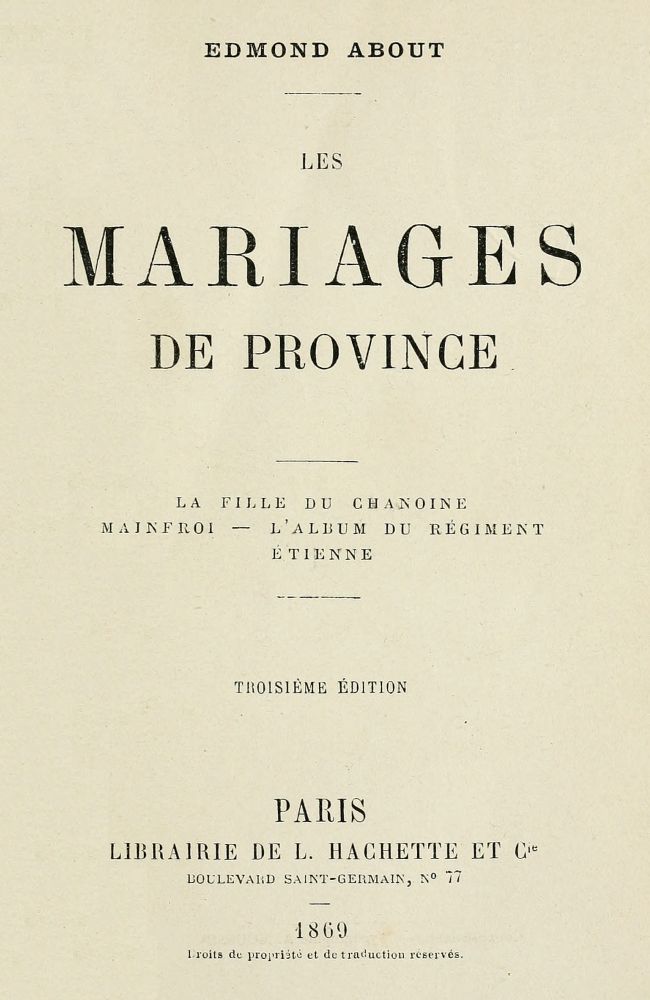 EDMOND ABOUT
LES
MARIAGES
DE PROVINCE
LA FILLE DU CHANOINE
MAINFROI — L'ALBUM DU RÉGIMENT
ÉTIENNE
TROISIÈME ÉDITION
PARIS
LIBRAIRIE DE L. HACHETTE ET Cie
BOULEVARD SAINT-GERMAIN, No 77
1869
Droits de propriété et de traduction réservés.